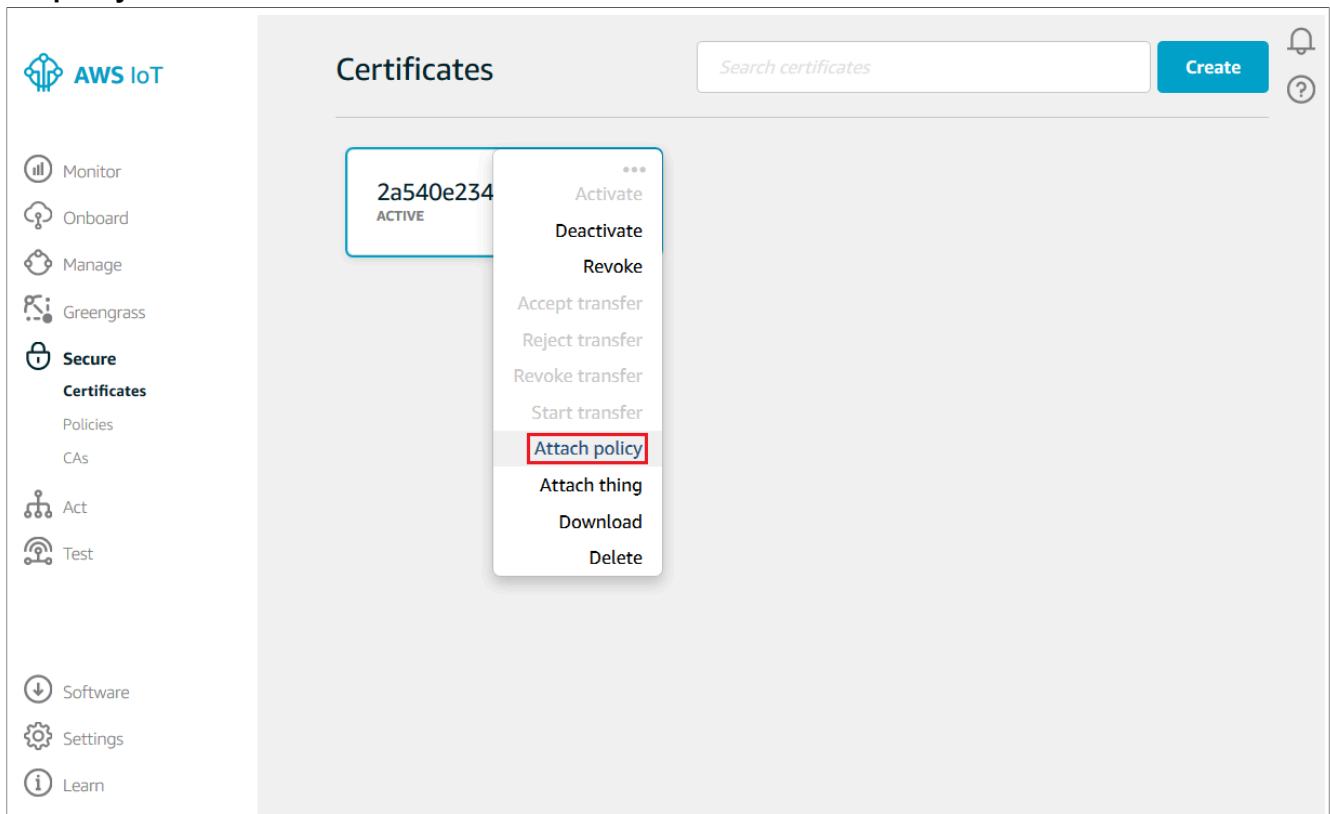 AWS IoT
Certificates
Search certificates
Create
Monitor
Onboard
Manage
Greengrass
Secure
Certificates
Policies
CAs
Act
Test
Software
Settings
Learn
2a540e234
ACTIVE
Activate
Deactivate
Revoke
Accept transfer
Reject transfer
Revoke transfer
Start transfer
Attach policy
Attach thing
Download
Delete